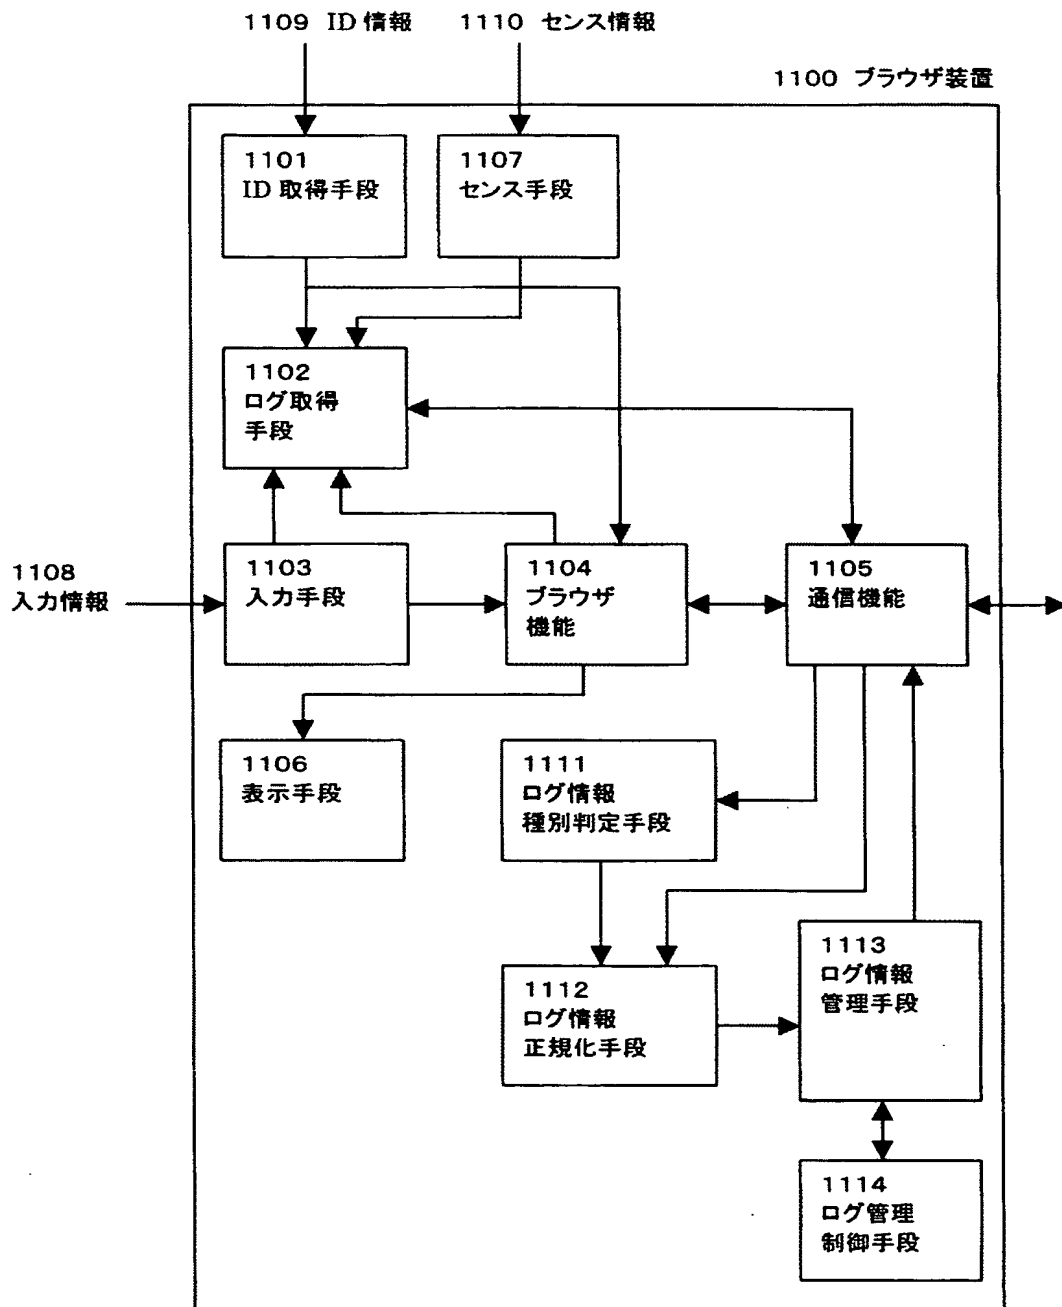 1109 ID 情報
1110 センス情報
1100 ブラウザ装置
1101
ID 取得手段
1107
センス手段
1102
ログ取得
手段
1108
入力情報
1103
入力手段
1104
ブラウザ
機能
1105
通信機能
1106
表示手段
1111
ログ情報
種別判定手段
1112
ログ情報
正規化手段
1113
ログ情報
管理手段
1114
ログ管理
制御手段